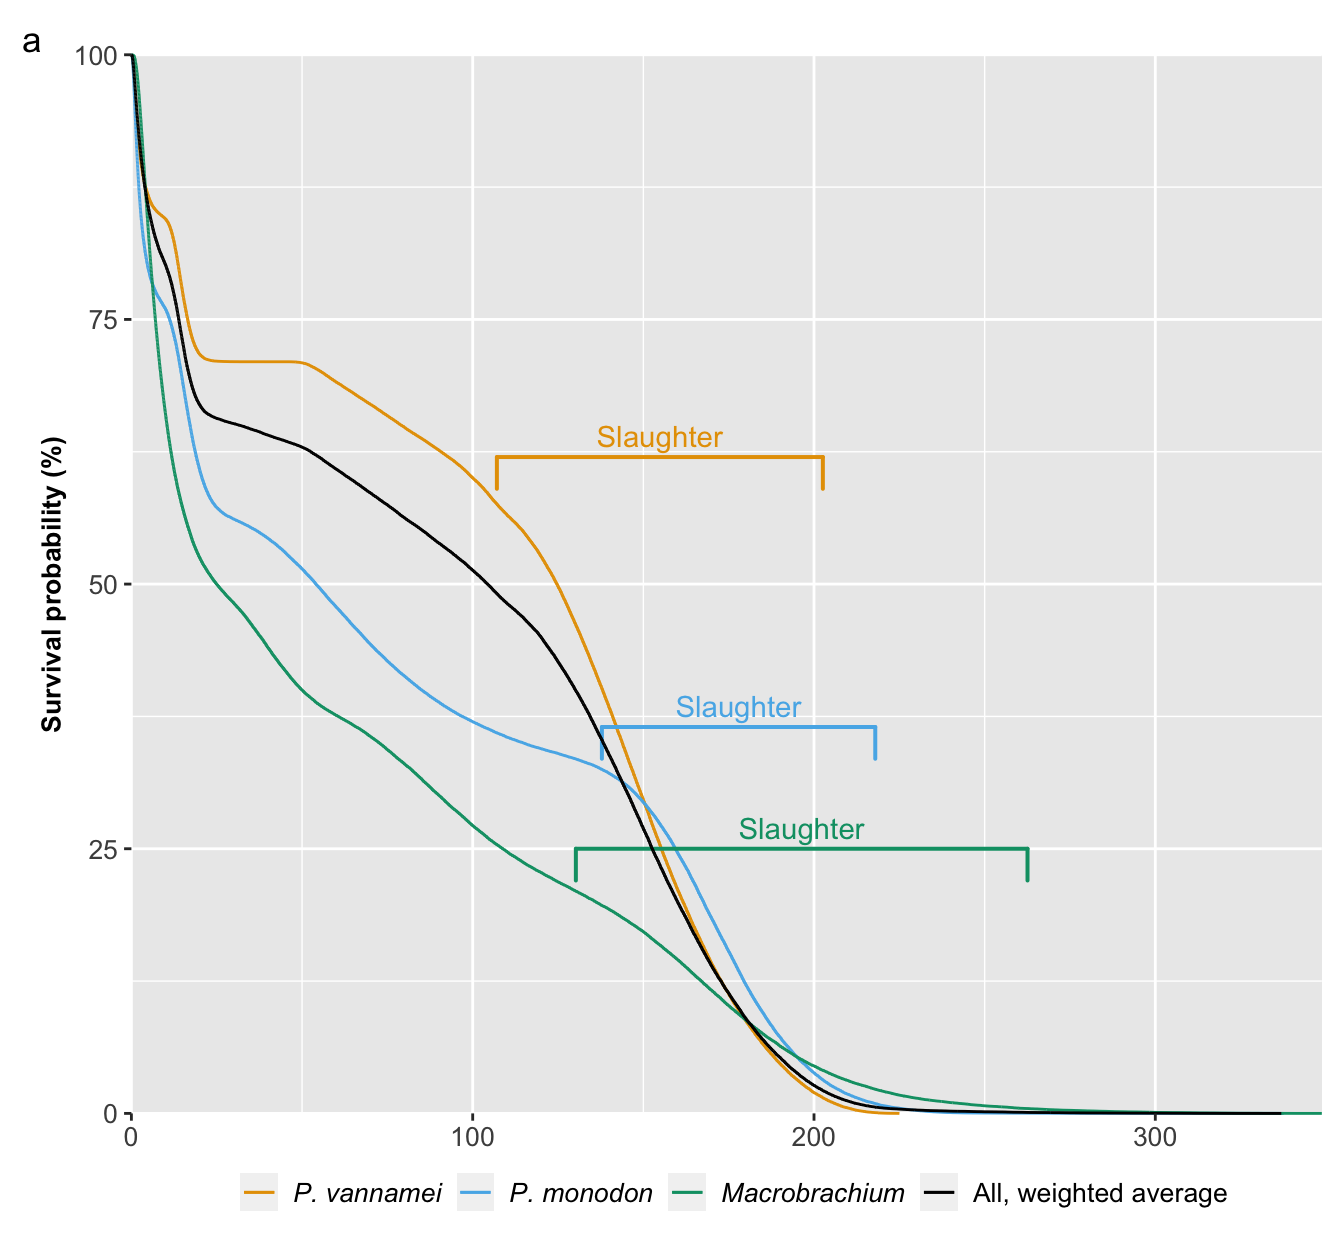 a
100
75
50
25
0
Survival probability (%)
Slaughter
Slaughter
Slaughter
0 100 200 300
P. vannamei P. monodon Macrobrachium All, weighted average